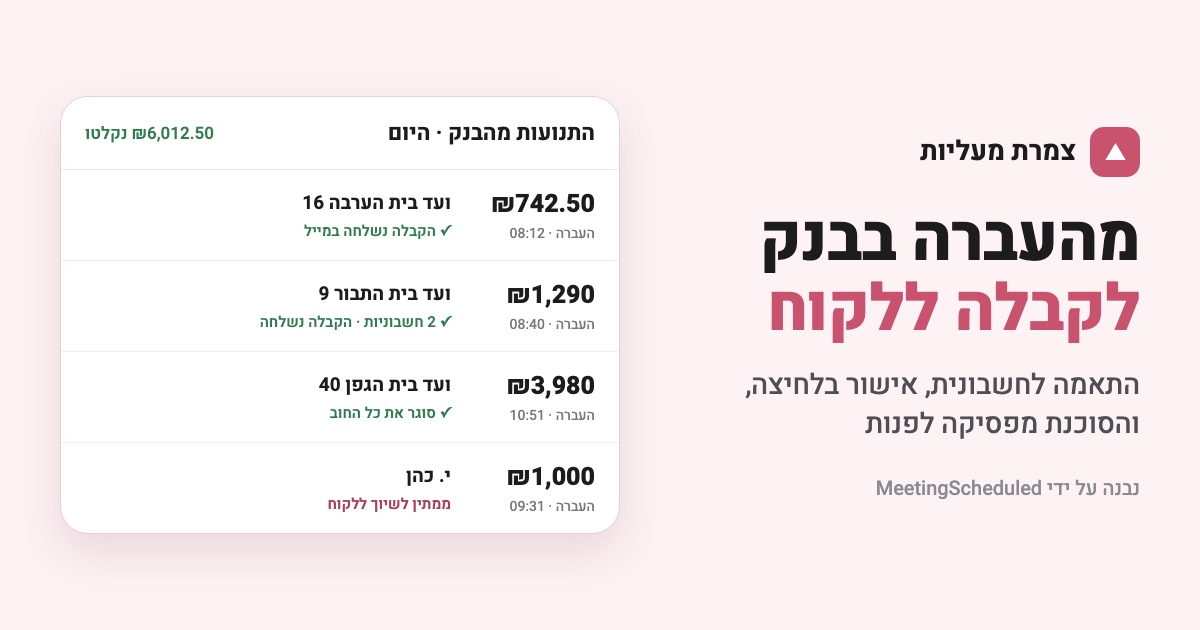 צמרת מעליות
מהעברה בבנק
לקבלה ללקוח
התאמה לחשבונית, אישור בלחיצה,
והסוכנת מפסיקה לפנות
נבנה על ידי MeetingScheduled
התנועות מהבנק · היום
₪6,012.50 נקלטו
₪742.50
העברה · 08:12
ועד בית הערבה 16
✓ הקבלה נשלחה במייל
₪1,290
העברה · 08:40
ועד בית התבור 9
✓ 2 חשבוניות · הקבלה נשלחה
₪3,980
העברה · 10:51
ועד בית הגפן 40
✓ סוגר את כל החוב
₪1,000
העברה · 09:31
י. כהן
ממתין לשיוך ללקוח